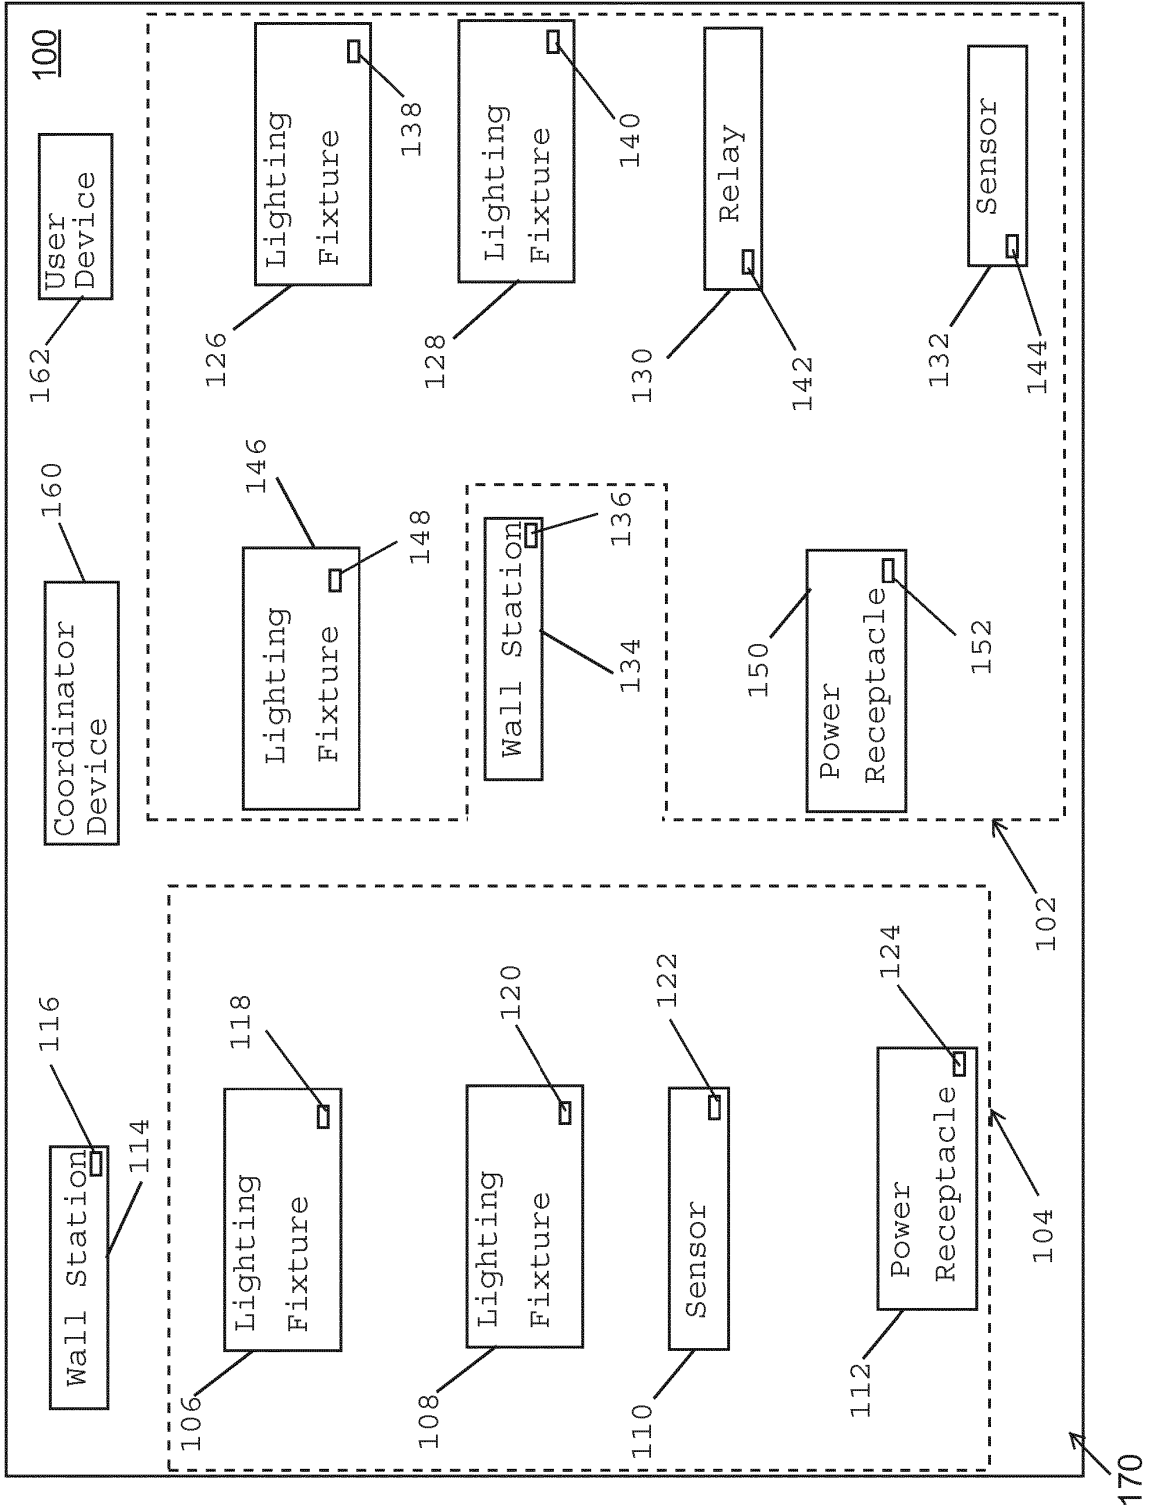 100
116
Wall Station
114
160
Coordinator
Device
162
User
Device
106
Lighting
Fixture
118
146
Lighting
Fixture
148
126
Lighting
Fixture
138
108
Lighting
Fixture
120
Wall Station
136
134
128
Lighting
Fixture
140
110
Sensor
122
130
Relay
142
112
Power
Receptacle
124
150
Power
Receptacle
152
132
Sensor
144
104
102
170